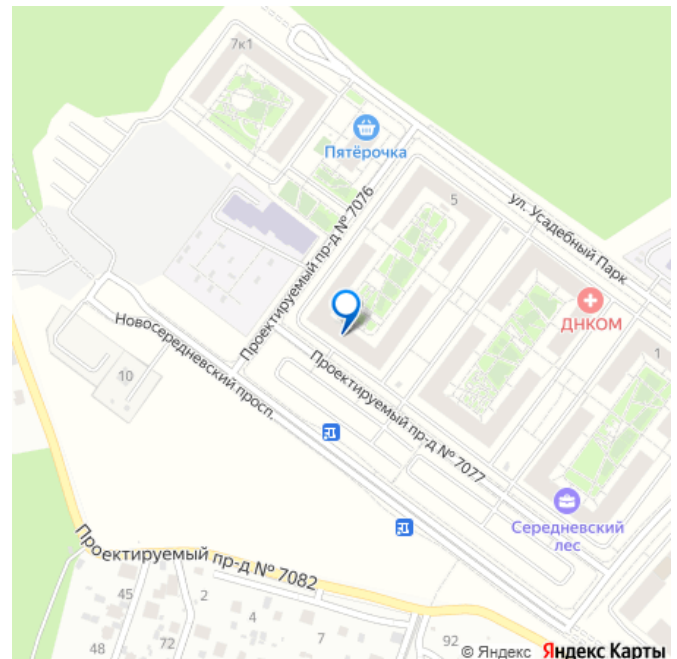 7к1
Пятёрочка
5
ул. Усадебный Парк
Проектируемый пр-д № 7076
ДНКОМ
1
Новосередневский просп.
10
Проектируемый пр-д № 7077
Середневский
лес
Проектируемый пр-д № 7082
45
2
4
7
48
72
92
© Яндекс Яндекс Карты